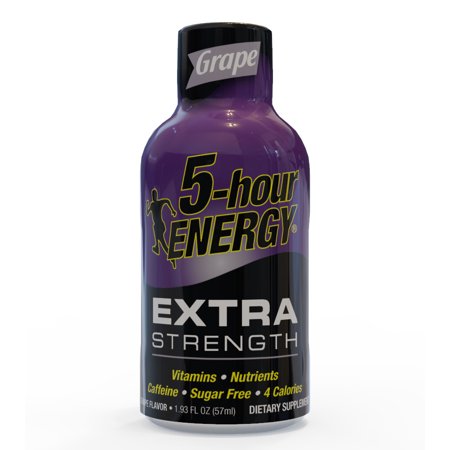 Grape
5-hour
ENERGY®
EXTRA
STRENGTH
Vitamins • Nutrients
Caffeine • Sugar Free • 4 Calories
FLAVOR • 1.93 FL OZ (57ml) DIETARY